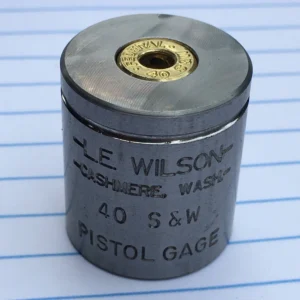 -L.E. WILSON-
-CASHMERE, WASH.-
40 S&W
PISTOL GAGE